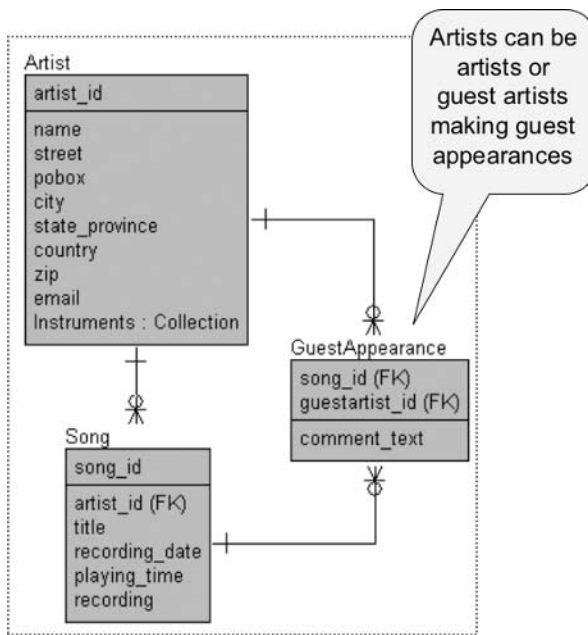 Artists can be
artists or
guest artists
making guest
appearances
Artist
artist_id
name
street
pobox
city
state_province
country
zip
email
Instruments : Collection
GuestAppearance
song_id (FK)
guestartist_id (FK)
comment_text
Song
song_id
artist_id (FK)
title
recording_date
playing_time
recording